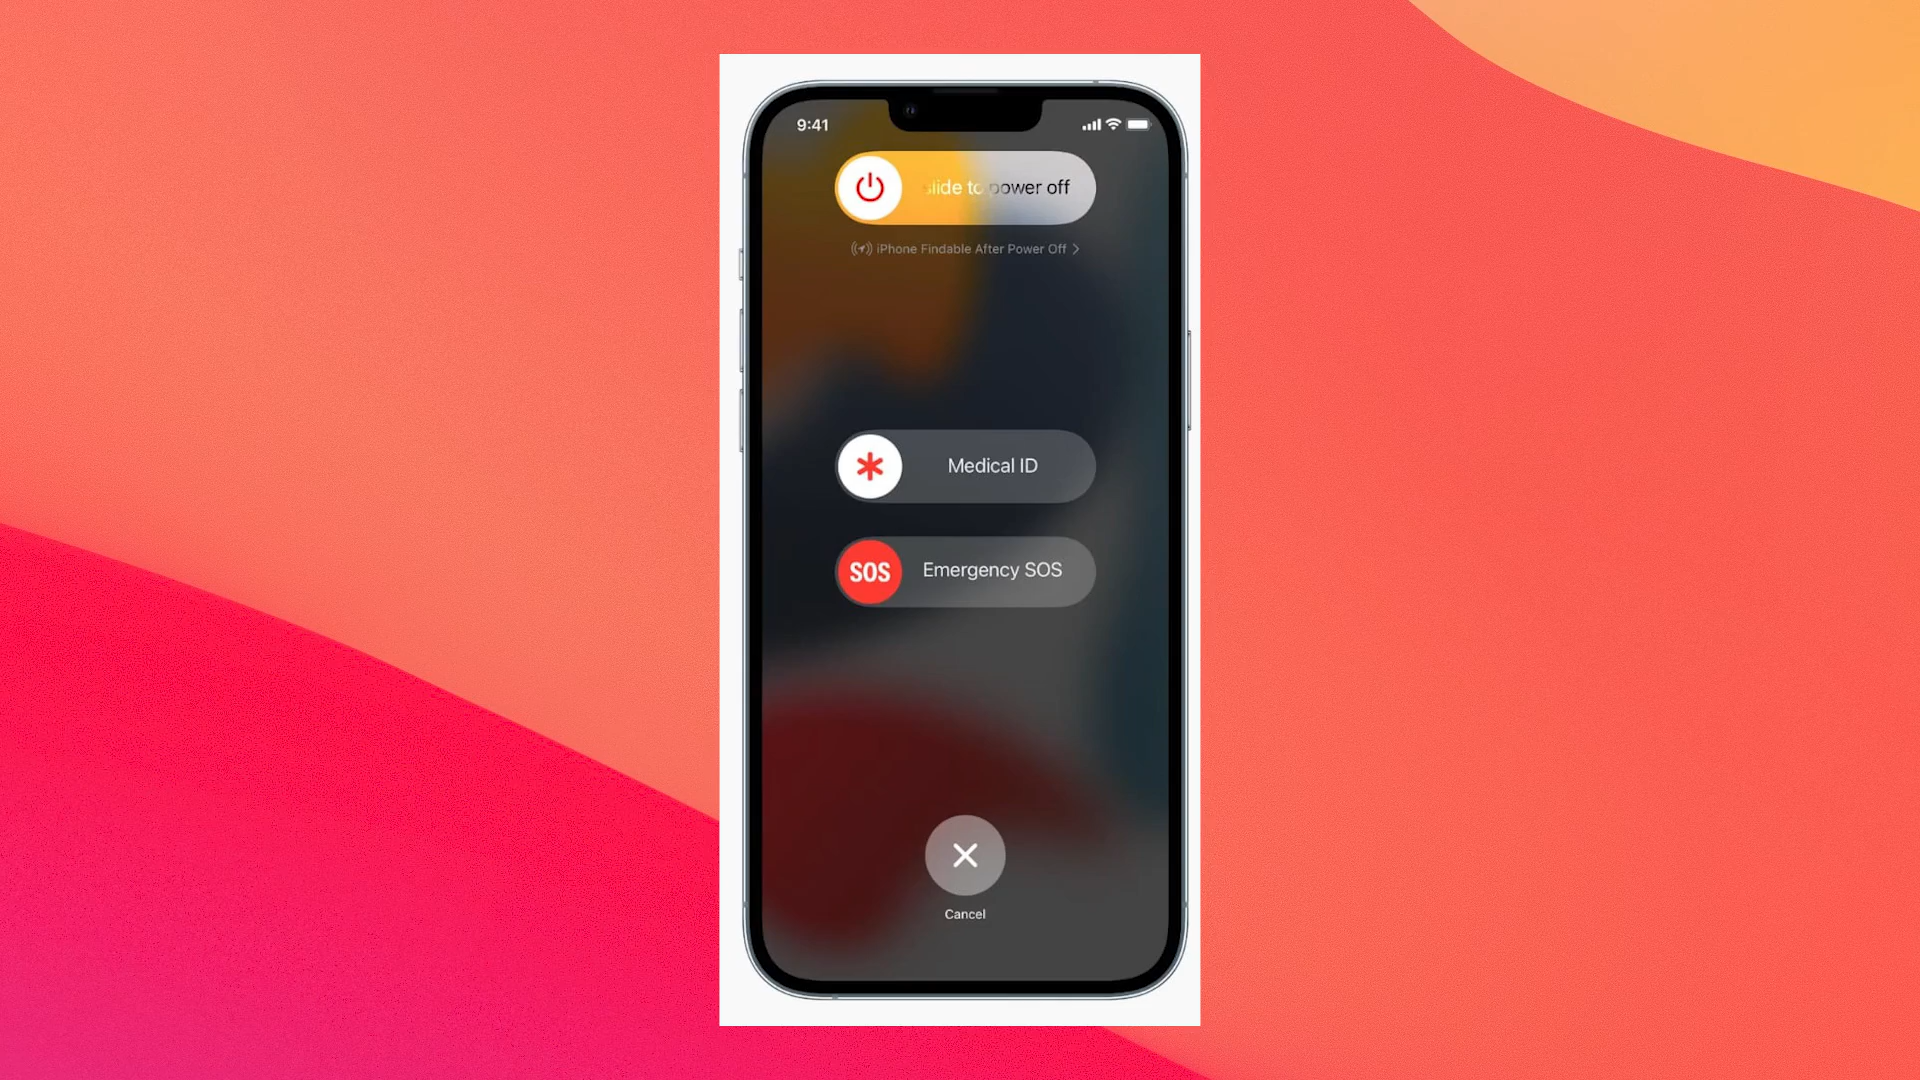 9:41
slide to power off
iPhone Findable After Power Off
Medical ID
SOS
Emergency SOS
Cancel